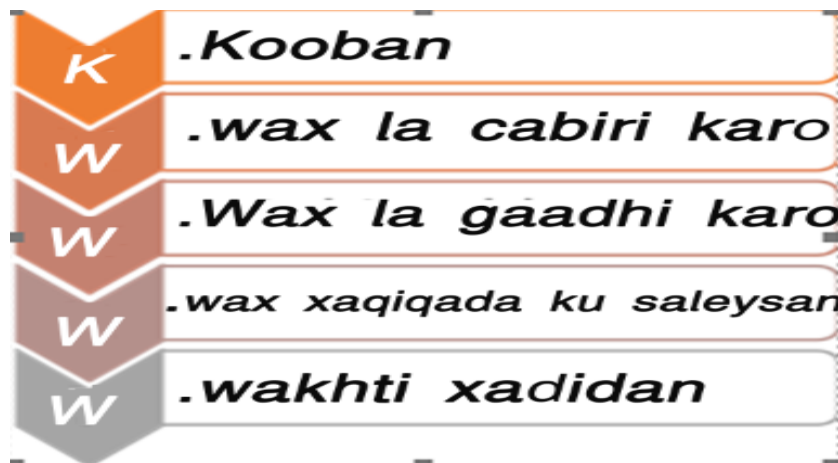 K .Kooban
W .wax la cabiri karo
W .Wax la gaadhi karo
W .wax xaqiqada ku saleysan
W .wakhti xadidan